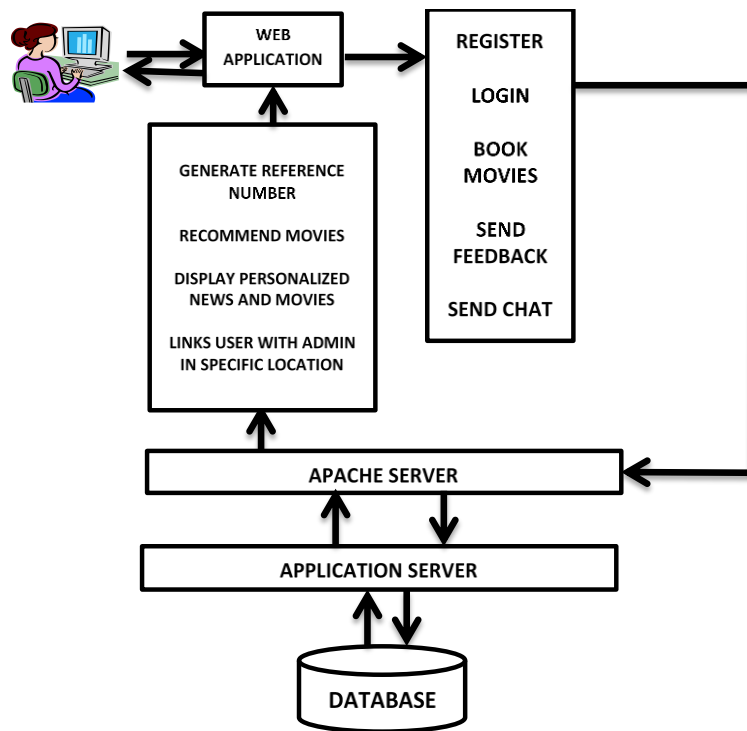 WEB
APPLICATION
REGISTER
LOGIN
BOOK
MOVIES
SEND
FEEDBACK
SEND CHAT
GENERATE REFERENCE
NUMBER
RECOMMEND MOVIES
DISPLAY PERSONALIZED
NEWS AND MOVIES
LINKS USER WITH ADMIN
IN SPECIFIC LOCATION
APACHE SERVER
APPLICATION SERVER
DATABASE